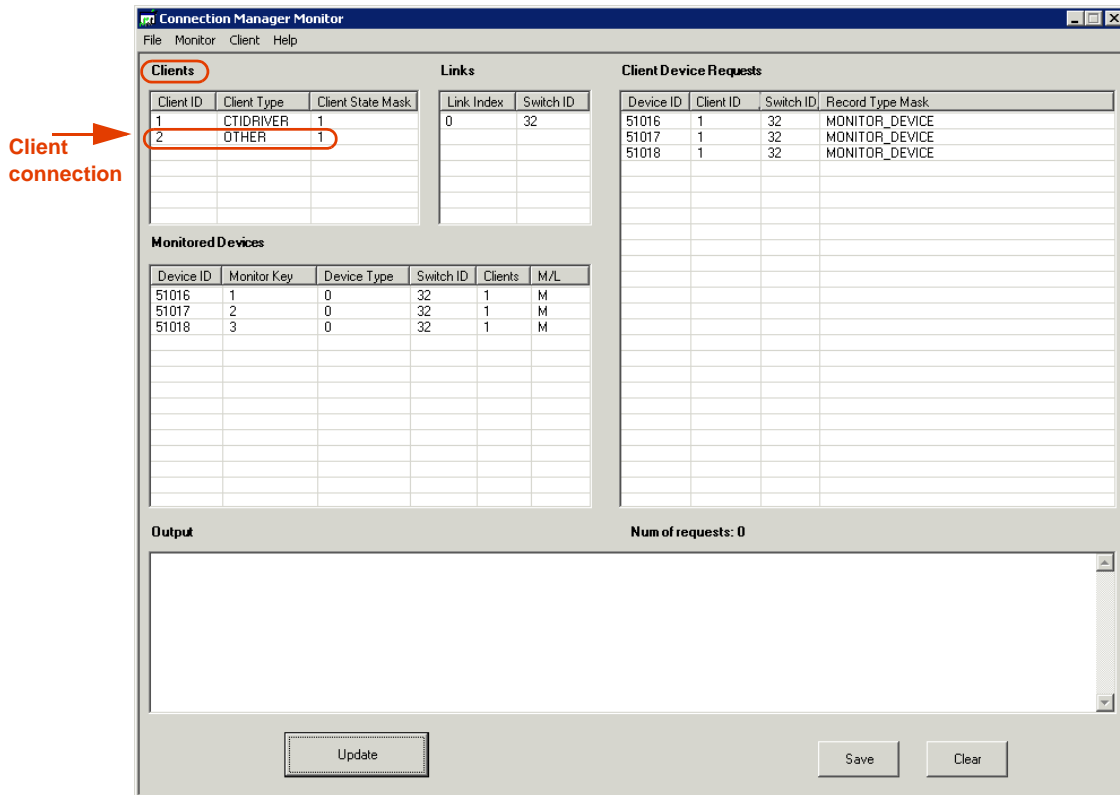 Connection Manager Monitor
File Monitor Client Help
Clients
Client ID Client Type Client State Mask
1 CTIDRIVER 1
2 OTHER 1
Client
connection
Links
Link Index Switch ID
0 32
Client Device Requests
Device ID Client ID Switch ID Record Type Mask
51016 1 32 MONITOR_DEVICE
51017 1 32 MONITOR_DEVICE
51018 1 32 MONITOR_DEVICE
Monitored Devices
Device ID Monitor Key Device Type Switch ID Clients M/L
51016 1 0 32 1 M
51017 2 0 32 1 M
51018 3 0 32 1 M
Output
Num of requests: 0
Update
Save
Clear